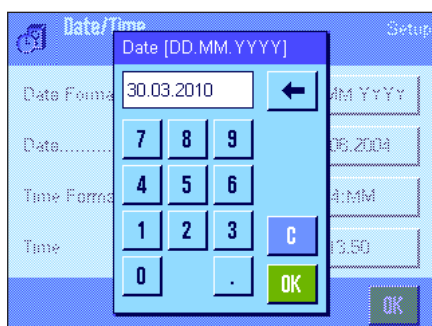 Date/Time
Setup
Date [DD.MM.YYYY]
30.03.2010
Date Forma
MM.YYYY
7 8 9
Date.........
06.2004
4 5 6
Time Forma
4:MM
1 2 3
C
Time
13.50
0 .
OK
OK